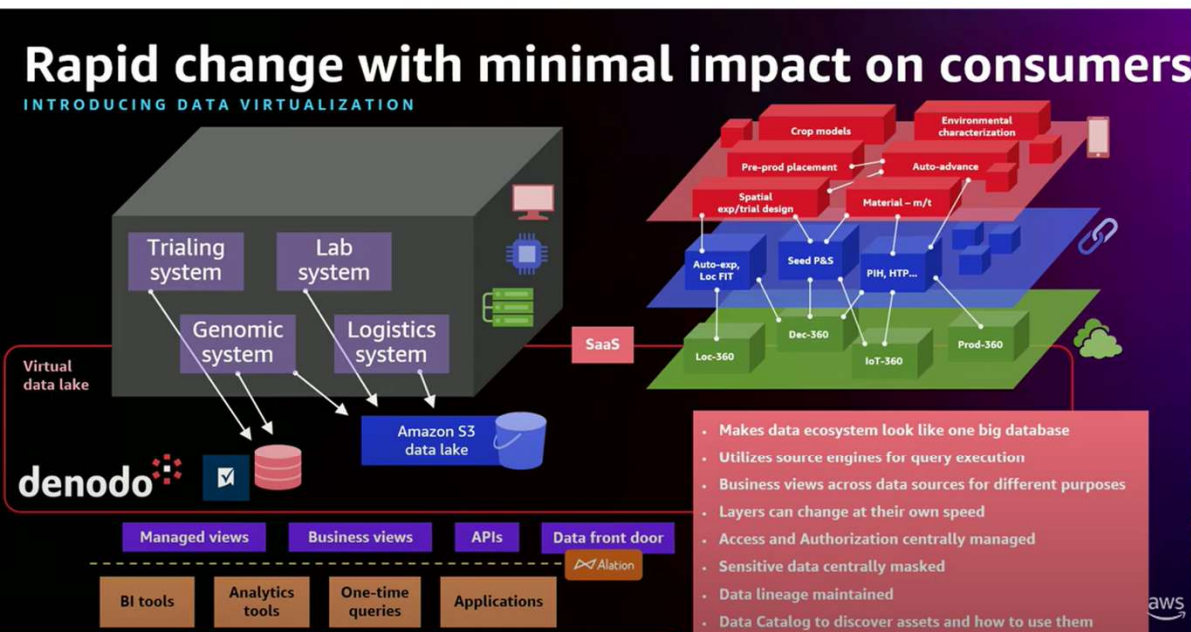 Rapid change with minimal impact on consumers
INTRODUCING DATA VIRTUALIZATION
Trialing
system
Lab
system
Genomic
system
Logistics
system
Virtual
data lake
Amazon S3
data lake
denodo
SaaS
Crop models
Environmental
characterization
Pre-prod placement
Auto-advance
Spatial
exp/trial design
Material – m/t
Auto-exp,
Loc FIT
Seed P&S
PIH, HTP...
Loc-360
Dec-360
IoT-360
Prod-360
• Makes data ecosystem look like one big database
• Utilizes source engines for query execution
• Business views across data sources for different purposes
• Layers can change at their own speed
• Access and Authorization centrally managed
• Sensitive data centrally masked
• Data lineage maintained
• Data Catalog to discover assets and how to use them
Managed views
Business views
APIs
Data front door
Alation
BI tools
Analytics
tools
One-time
queries
Applications
aws